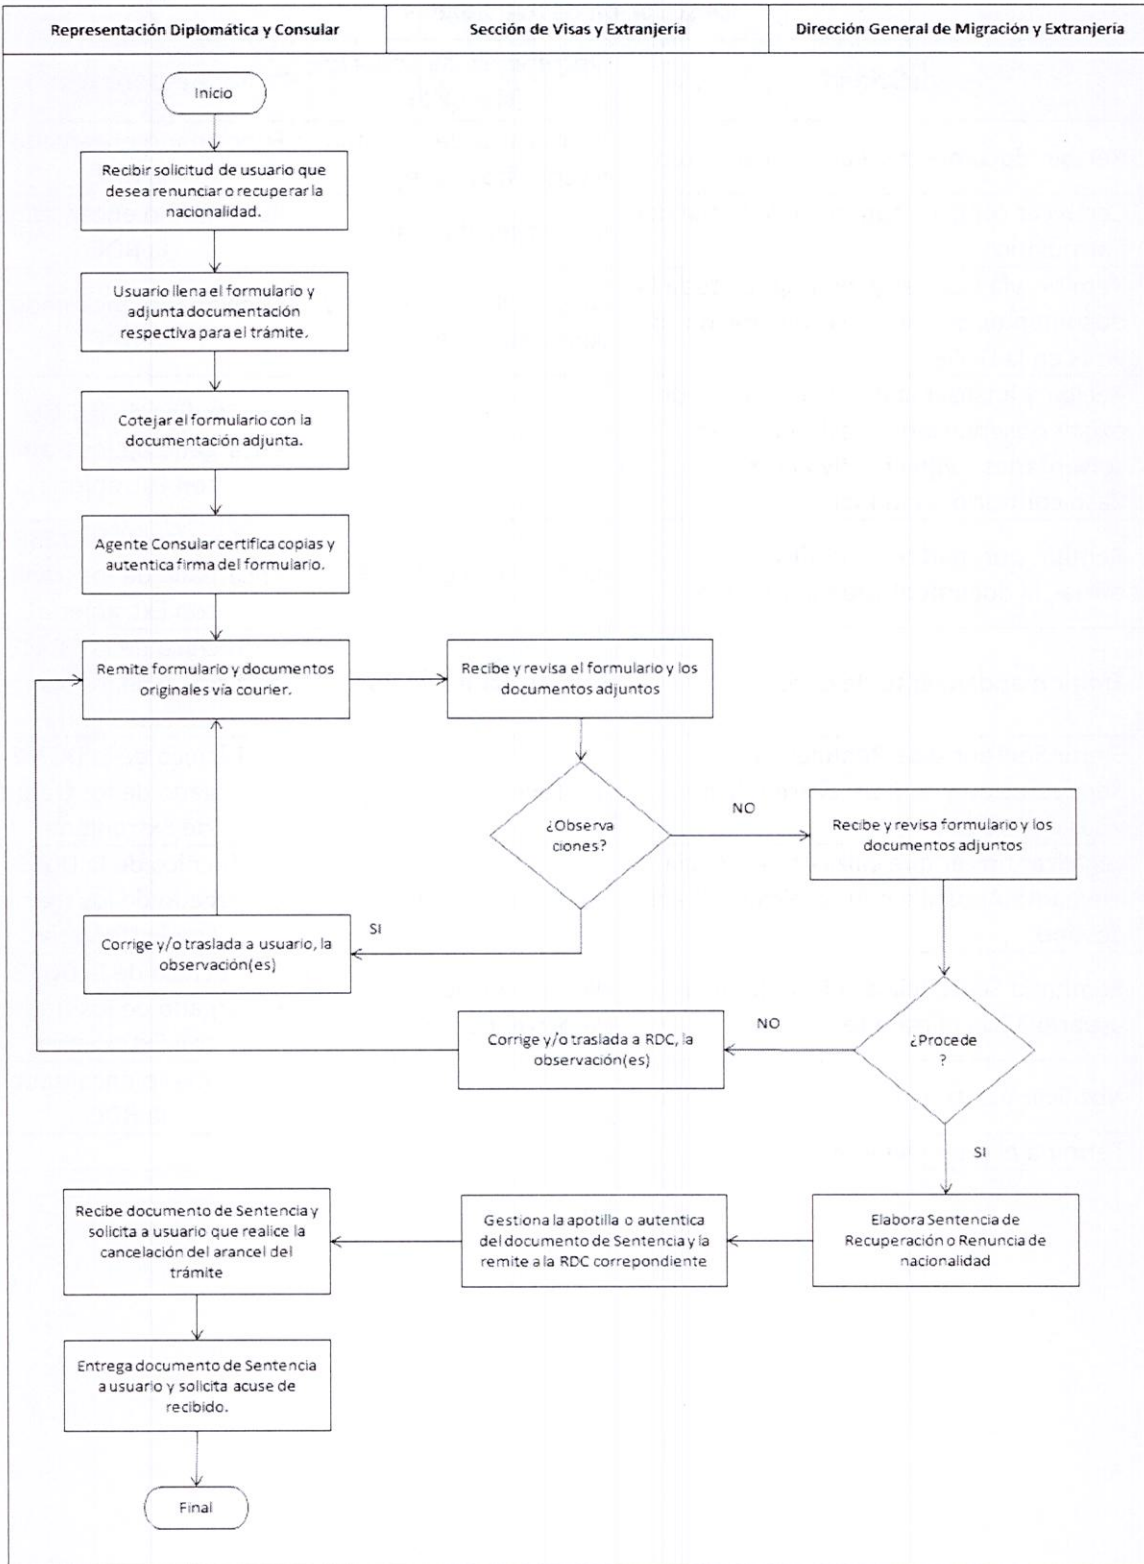 Representación Diplomática y Consular
Sección de Visas y Extranjería
Dirección General de Migración y Extranjería
Inicio
Recibir solicitud de usuario que
desea renunciar o recuperar la
nacionalidad.
Usuario llena el formulario y
adjunta documentación
respectiva para el trámite.
Cotejar el formulario con la
documentación adjunta.
Agente Consular certifica copias y
autentica firma del formulario.
Remite formulario y documentos
originales vía courier.
Recibe y revisa el formulario y los
documentos adjuntos
¿Observa
ciones?
NO
Recibe y revisa formulario y los
documentos adjuntos
SI
Corrige y/o traslada a usuario, la
observación(es)
¿Procede
?
NO
Corrige y/o traslada a RDC, la
observación(es)
SI
Elabora Sentencia de
Recuperación o Renuncia de
nacionalidad
Gestiona la apotilla o autentica
del documento de Sentencia y la
remite a la RDC correpondiente
Recibe documento de Sentencia y
solicita a usuario que realice la
cancelación del arancel del
trámite
Entrega documento de Sentencia
a usuario y solicita acuse de
recibido.
Final